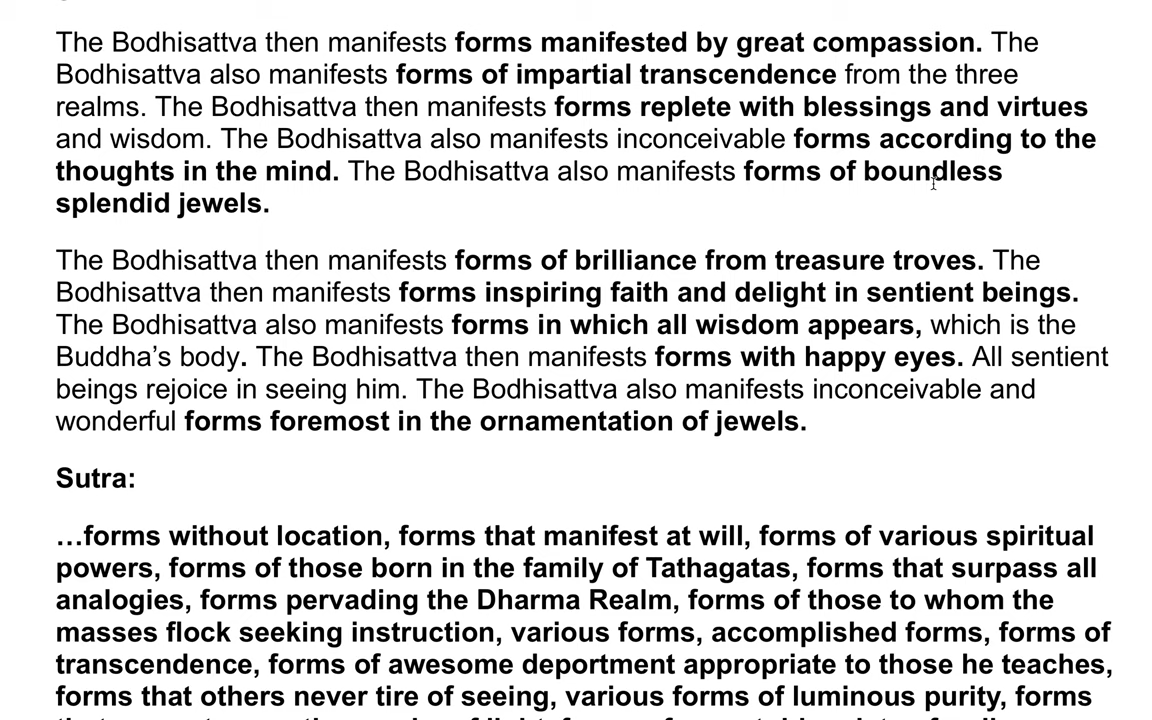 The Bodhisattva then manifests forms manifested by great compassion. The
Bodhisattva also manifests forms of impartial transcendence from the three
realms. The Bodhisattva then manifests forms replete with blessings and virtues
and wisdom. The Bodhisattva also manifests inconceivable forms according to the
thoughts in the mind. The Bodhisattva also manifests forms of boundless
splendid jewels.
The Bodhisattva then manifests forms of brilliance from treasure troves. The
Bodhisattva then manifests forms inspiring faith and delight in sentient beings.
The Bodhisattva also manifests forms in which all wisdom appears, which is the
Buddha’s body. The Bodhisattva then manifests forms with happy eyes. All sentient
beings rejoice in seeing him. The Bodhisattva also manifests inconceivable and
wonderful forms foremost in the ornamentation of jewels.
Sutra:
…forms without location, forms that manifest at will, forms of various spiritual
powers, forms of those born in the family of Tathagatas, forms that surpass all
analogies, forms pervading the Dharma Realm, forms of those to whom the
masses flock seeking instruction, various forms, accomplished forms, forms of
transcendence, forms of awesome deportment appropriate to those he teaches,
forms that others never tire of seeing, various forms of luminous purity, forms